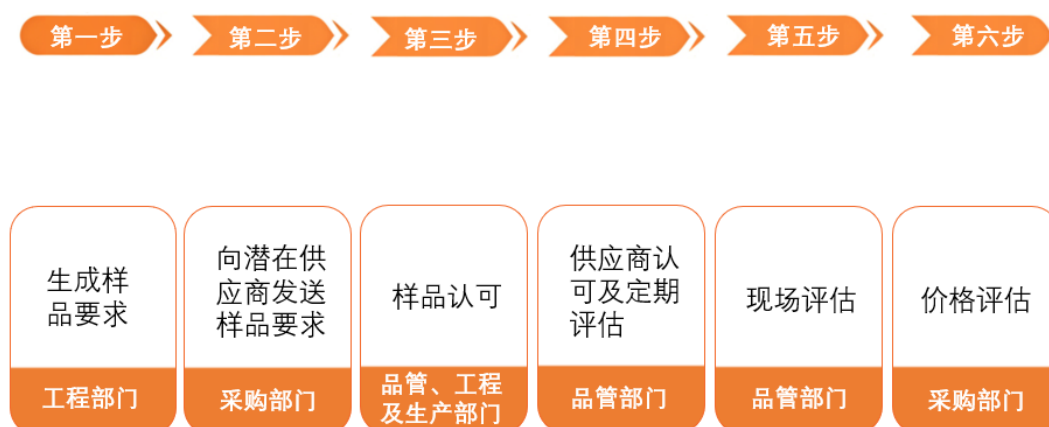 第一步
第二步
第三步
第四步
第五步
第六步
生成样
品要求
向潜在供
应商发送
样品要求
样品认可
供应商认
可及定期
评估
现场评估
价格评估
工程部门
采购部门
品管、工程
及生产部门
品管部门
品管部门
采购部门